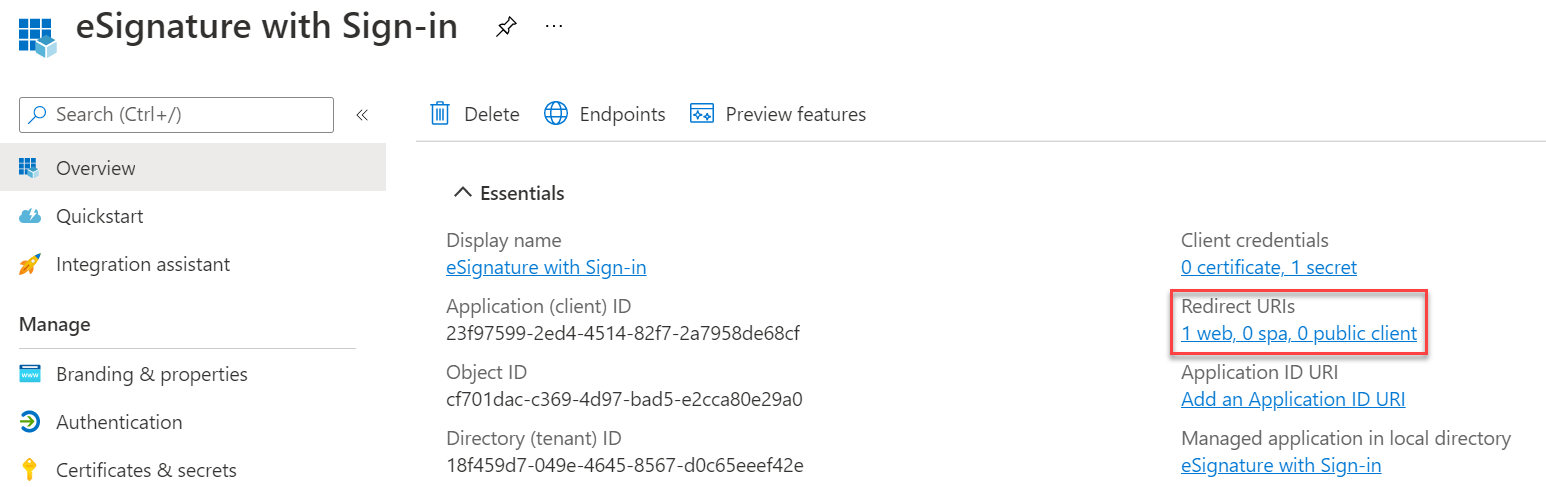 eSignature with Sign-in
Search (Ctrl+/)
Overview
Quickstart
Integration assistant
Manage
Branding & properties
Authentication
Certificates & secrets
Delete
Endpoints
Preview features
Essentials
Display name
eSignature with Sign-in
Application (client) ID
23f97599-2ed4-4514-82f7-2a7958de68cf
Object ID
cf701dac-c369-4d97-bad5-e2cca80e29a0
Directory (tenant) ID
18f459d7-049e-4645-8567-d0c65eeef42e
Client credentials
0 certificate, 1 secret
Redirect URIs
1 web, 0 spa, 0 public client
Application ID URI
Add an Application ID URI
Managed application in local directory
eSignature with Sign-in